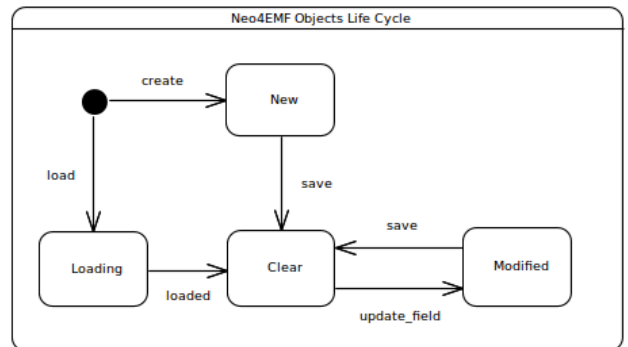 Neo4EMF Objects Life Cycle
create
New
load
save
save
Loading
Clear
Modified
loaded
update_field